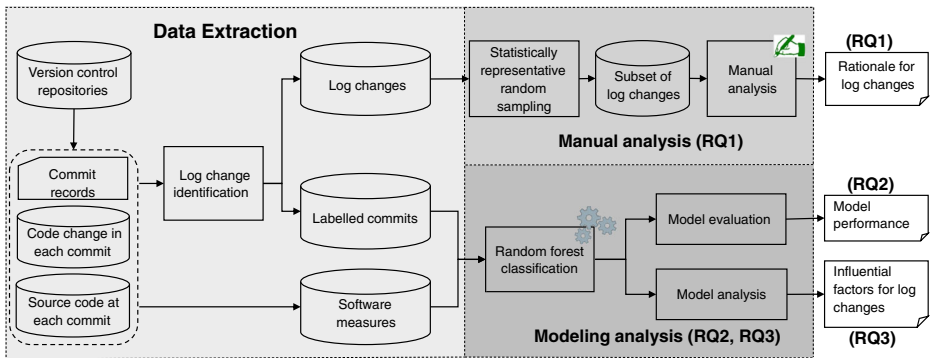 Data Extraction
Version control
repositories
Commit
records
Code change in
each commit
Source code at
each commit
Log change
identification
Log changes
Labelled commits
Software
measures
Statistically
representative
random
sampling
Subset of
log changes
Manual
analysis
Manual analysis (RQ1)
(RQ1)
Rationale for
log changes
Random forest
classification
Model evaluation
Model analysis
Modeling analysis (RQ2, RQ3)
(RQ2)
Model
performance
Influential
factors for log
changes
(RQ3)